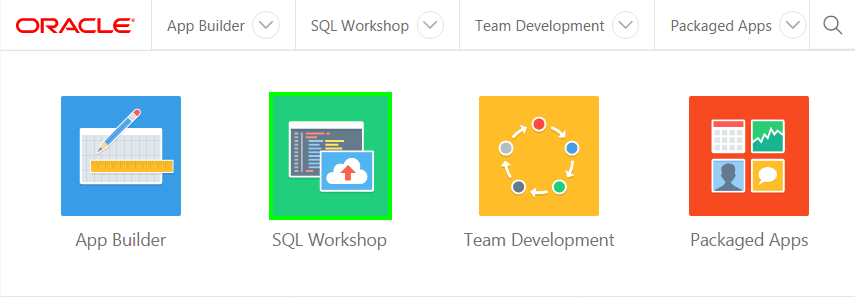 ORACLE App Builder SQL Workshop Team Development Packaged Apps
App Builder SQL Workshop Team Development Packaged Apps